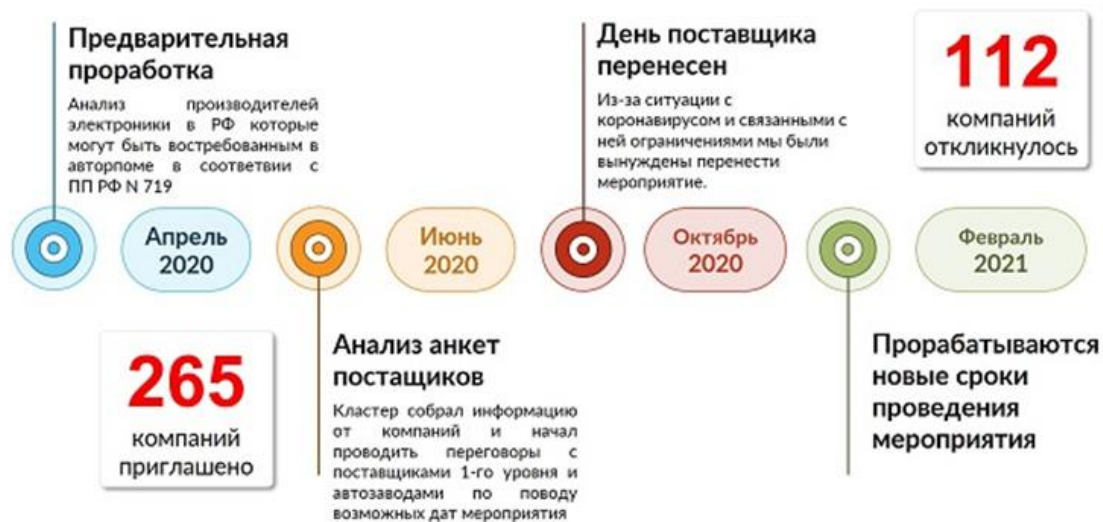 Предварительная
проработка
Анализ производителей
электроники в РФ которые
могут быть востребованным в
авторпоме в соответвии с
ПП РФ N 719
День поставщика
перенесен
Из-за ситуации с
коронавирусом и связанными с
ней ограничениями мы были
вынуждены перенести
мероприятие.
112
компаний
откликнулось
Апрель
2020
Июнь
2020
Октябрь
2020
Февраль
2021
265
компаний
приглашено
Анализ анкет
постащиков
Кластер собрал информацию
от компаний и начал
проводить переговоры с
поставщиками 1-го уровня и
автозаводами по поводу
возможных дат мероприятия
Прорабатываются
новые сроки
проведения
мероприятия